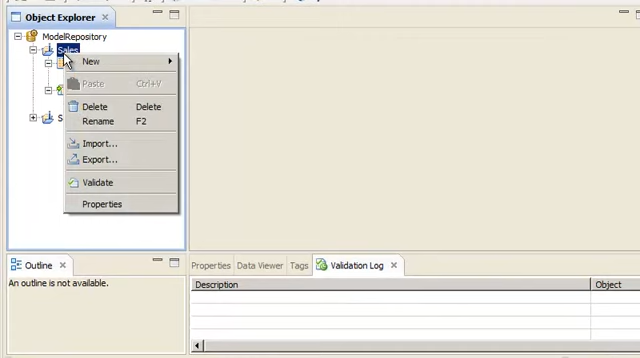 Object Explorer
ModelRepository
Sales
New
Paste Ctrl+V
Delete Delete
Rename F2
S
Import...
Export...
Validate
Properties
Outline
An outline is not available.
Properties Data Viewer Tags Validation Log
Description Object